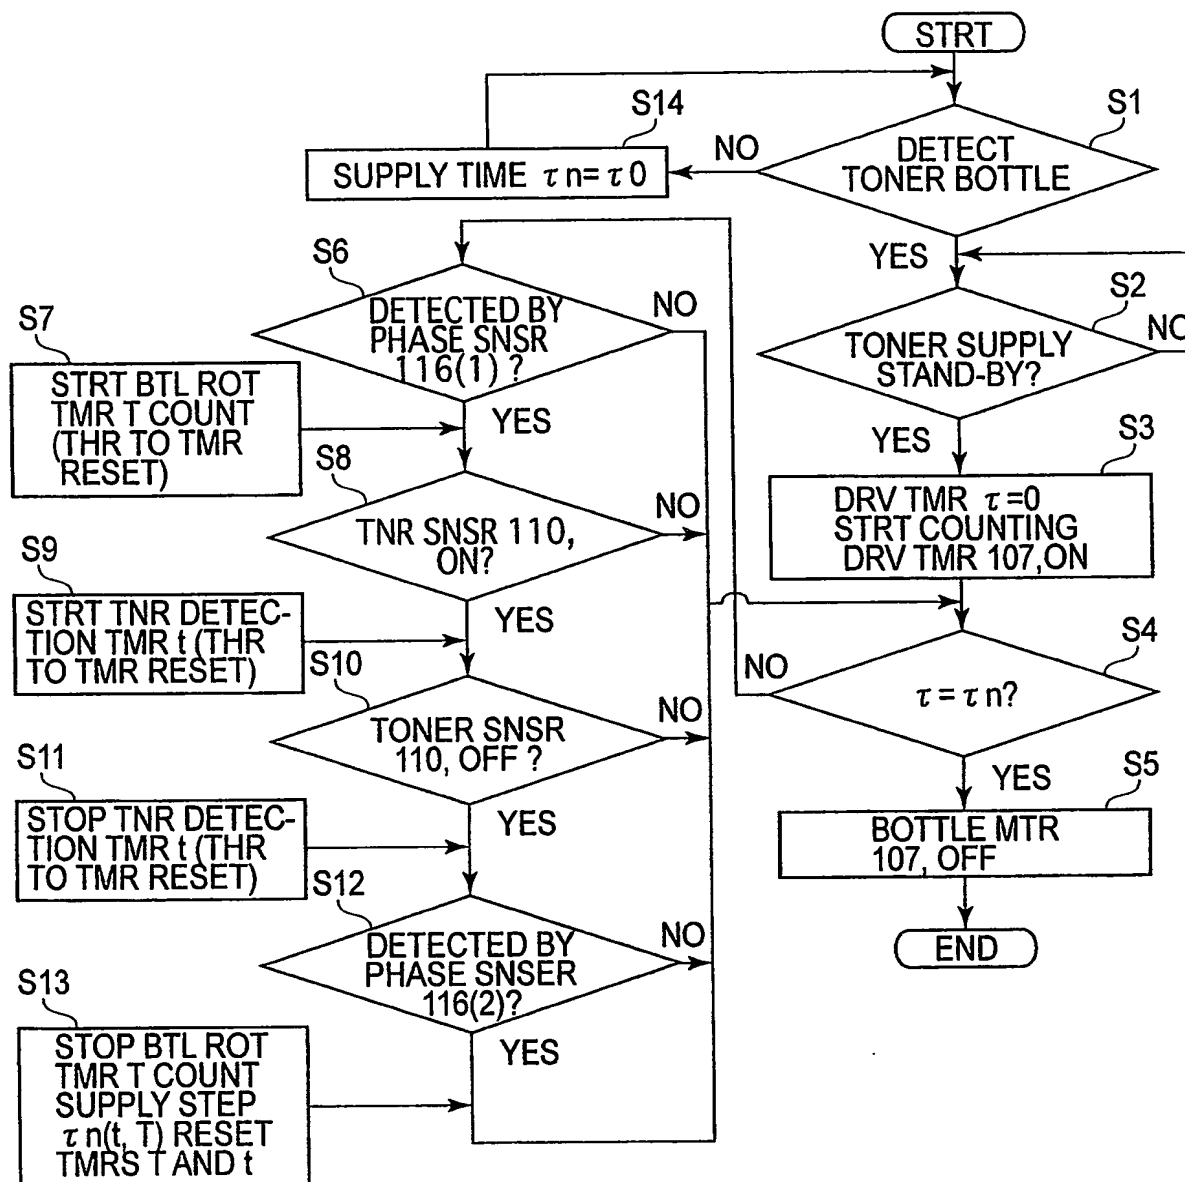 STRT
S1
DETECT
TONER BOTTLE
NO
YES
S14
SUPPLY TIME τn=τ0
S2
TONER SUPPLY
STAND-BY?
NO
YES
S3
DRV TMR τ=0
STRT COUNTING
DRV TMR 107,ON
S4
τ=τn?
NO
YES
S5
BOTTLE MTR
107, OFF
END
S6
DETECTED BY
PHASE SNSR
116(1) ?
NO
YES
S7
STRT BTL ROT
TMR T COUNT
(THR TO TMR
RESET)
S8
TNR SNSR 110,
ON?
NO
YES
S9
STRT TNR DETEC-
TION TMR t (THR
TO TMR RESET)
S10
TONER SNSR
110, OFF ?
NO
YES
S11
STOP TNR DETEC-
TION TMR t (THR
TO TMR RESET)
S12
DETECTED BY
PHASE SNSER
116(2)?
NO
YES
S13
STOP BTL ROT
TMR T COUNT
SUPPLY STEP
τn(t, T) RESET
TMRS T AND t